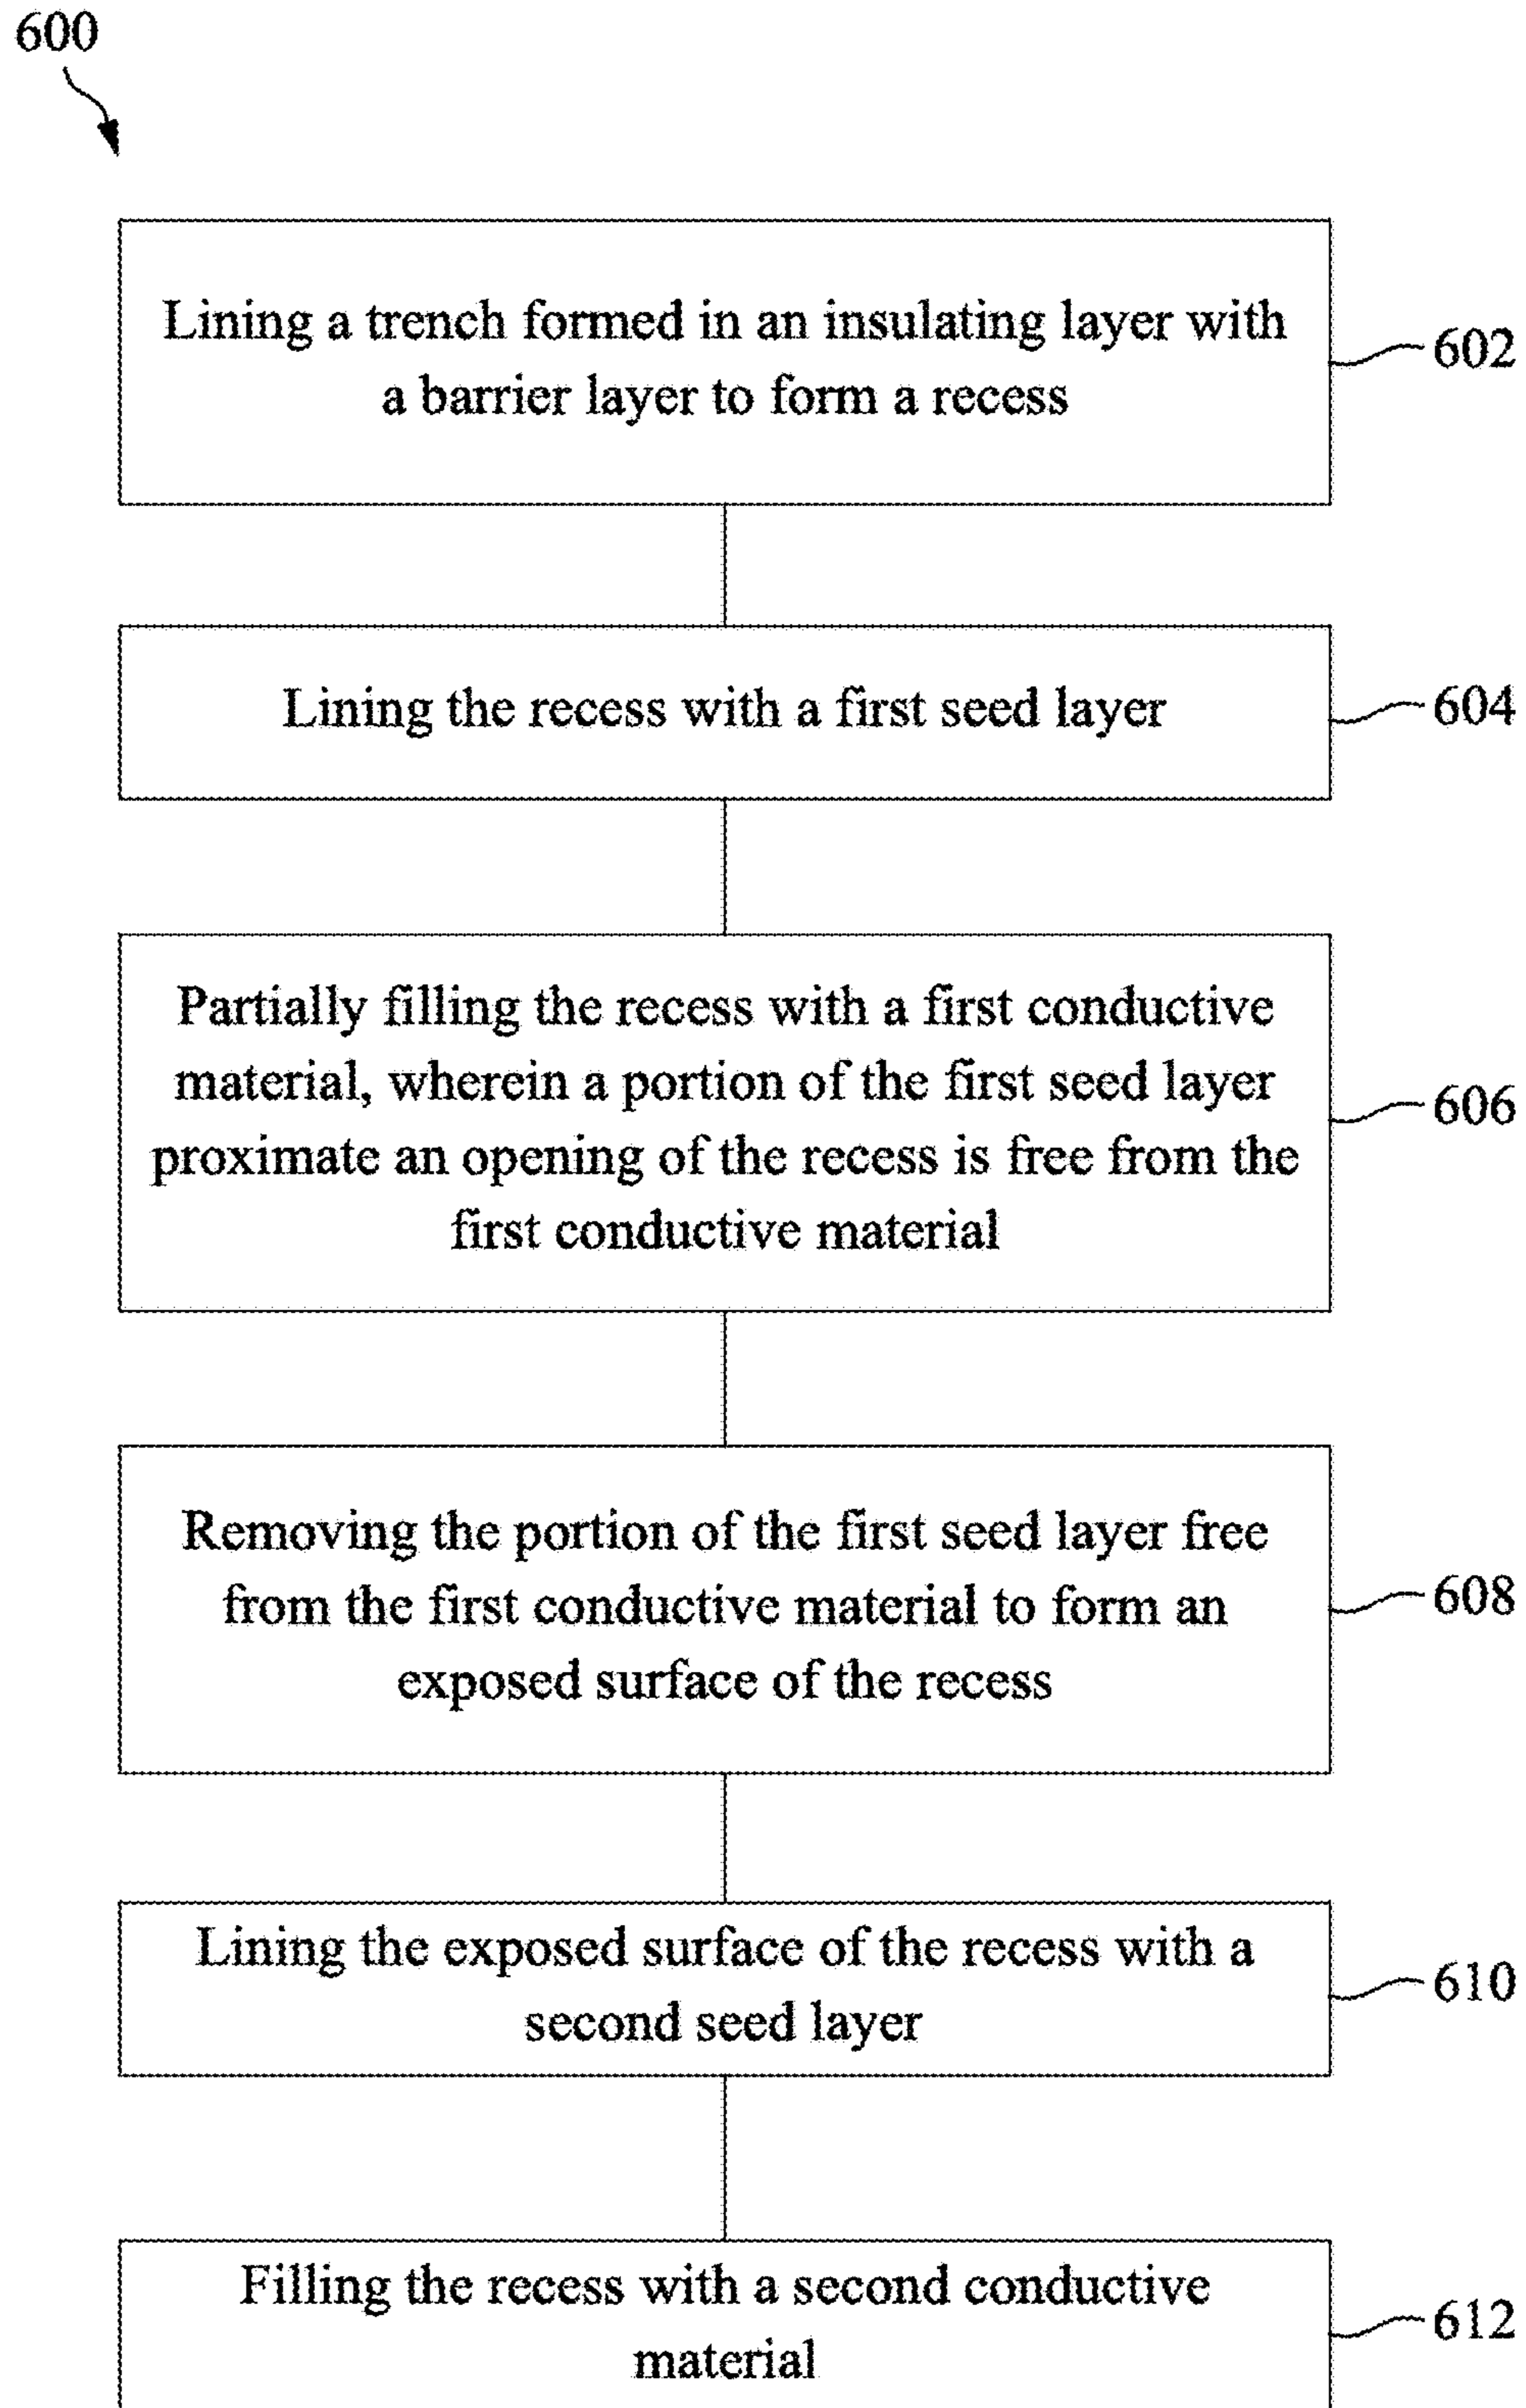 600
Lining a trench formed in an insulating layer with
a barrier layer to form a recess
602
Lining the recess with a first seed layer
604
Partially filling the recess with a first conductive
material, wherein a portion of the first seed layer
proximate an opening of the recess is free from the
first conductive material
606
Removing the portion of the first seed layer free
from the first conductive material to form an
exposed surface of the recess
608
Lining the exposed surface of the recess with a
second seed layer
610
Filling the recess with a second conductive
material
612